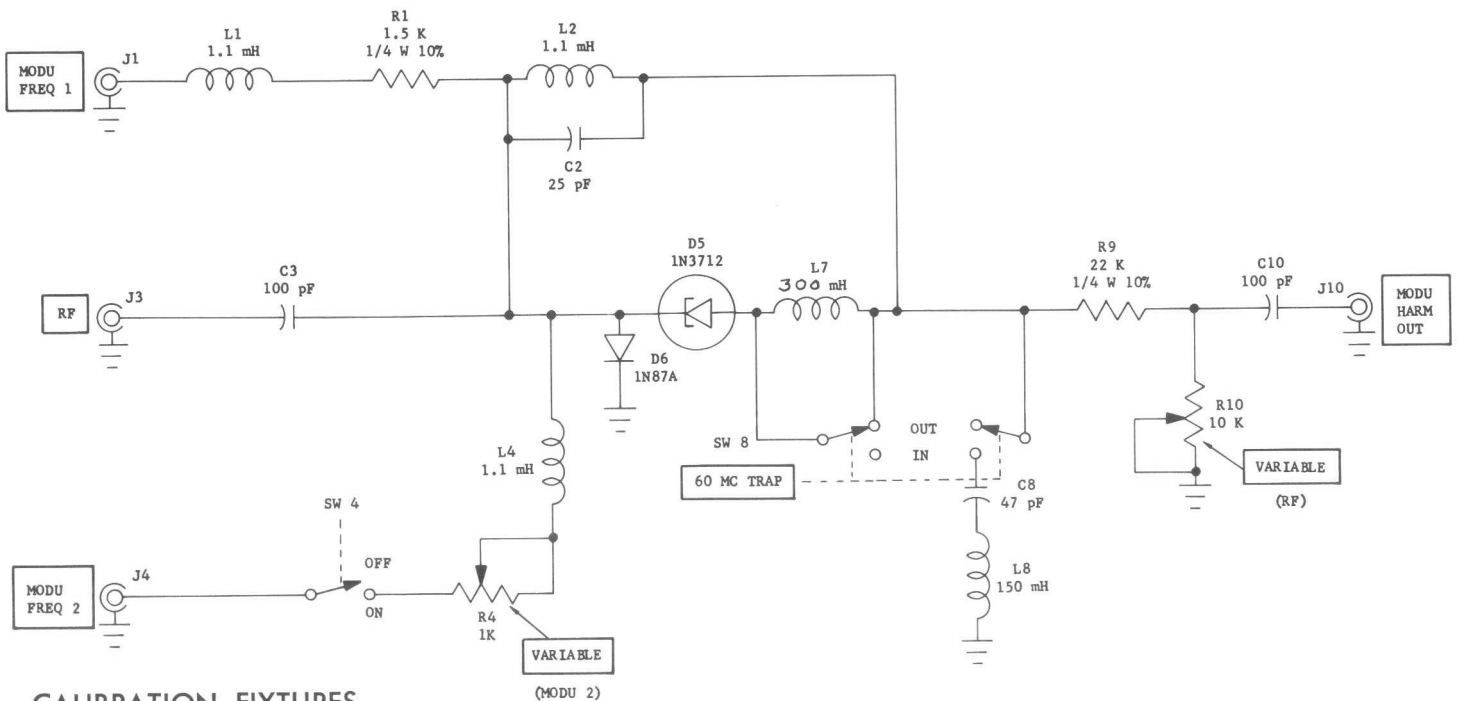 MODU
FREQ 1
J1
L1
1.1 mH
R1
1.5 K
1/4 W 10%
L2
1.1 mH
C2
25 pF
RF
J3
C3
100 pF
D6
1N87A
D5
1N3712
L7
300 mH
R9
22 K
1/4 W 10%
C10
100 pF
J10
MODU
HARM
OUT
SW 8
OUT
IN
60 MC TRAP
C8
47 pF
L8
150 mH
R10
10 K
VARIABLE
(RF)
L4
1.1 mH
SW 4
OFF
ON
MODU
FREQ 2
J4
R4
1K
VARIABLE
(MODU 2)
CALIBRATION FIXTURES